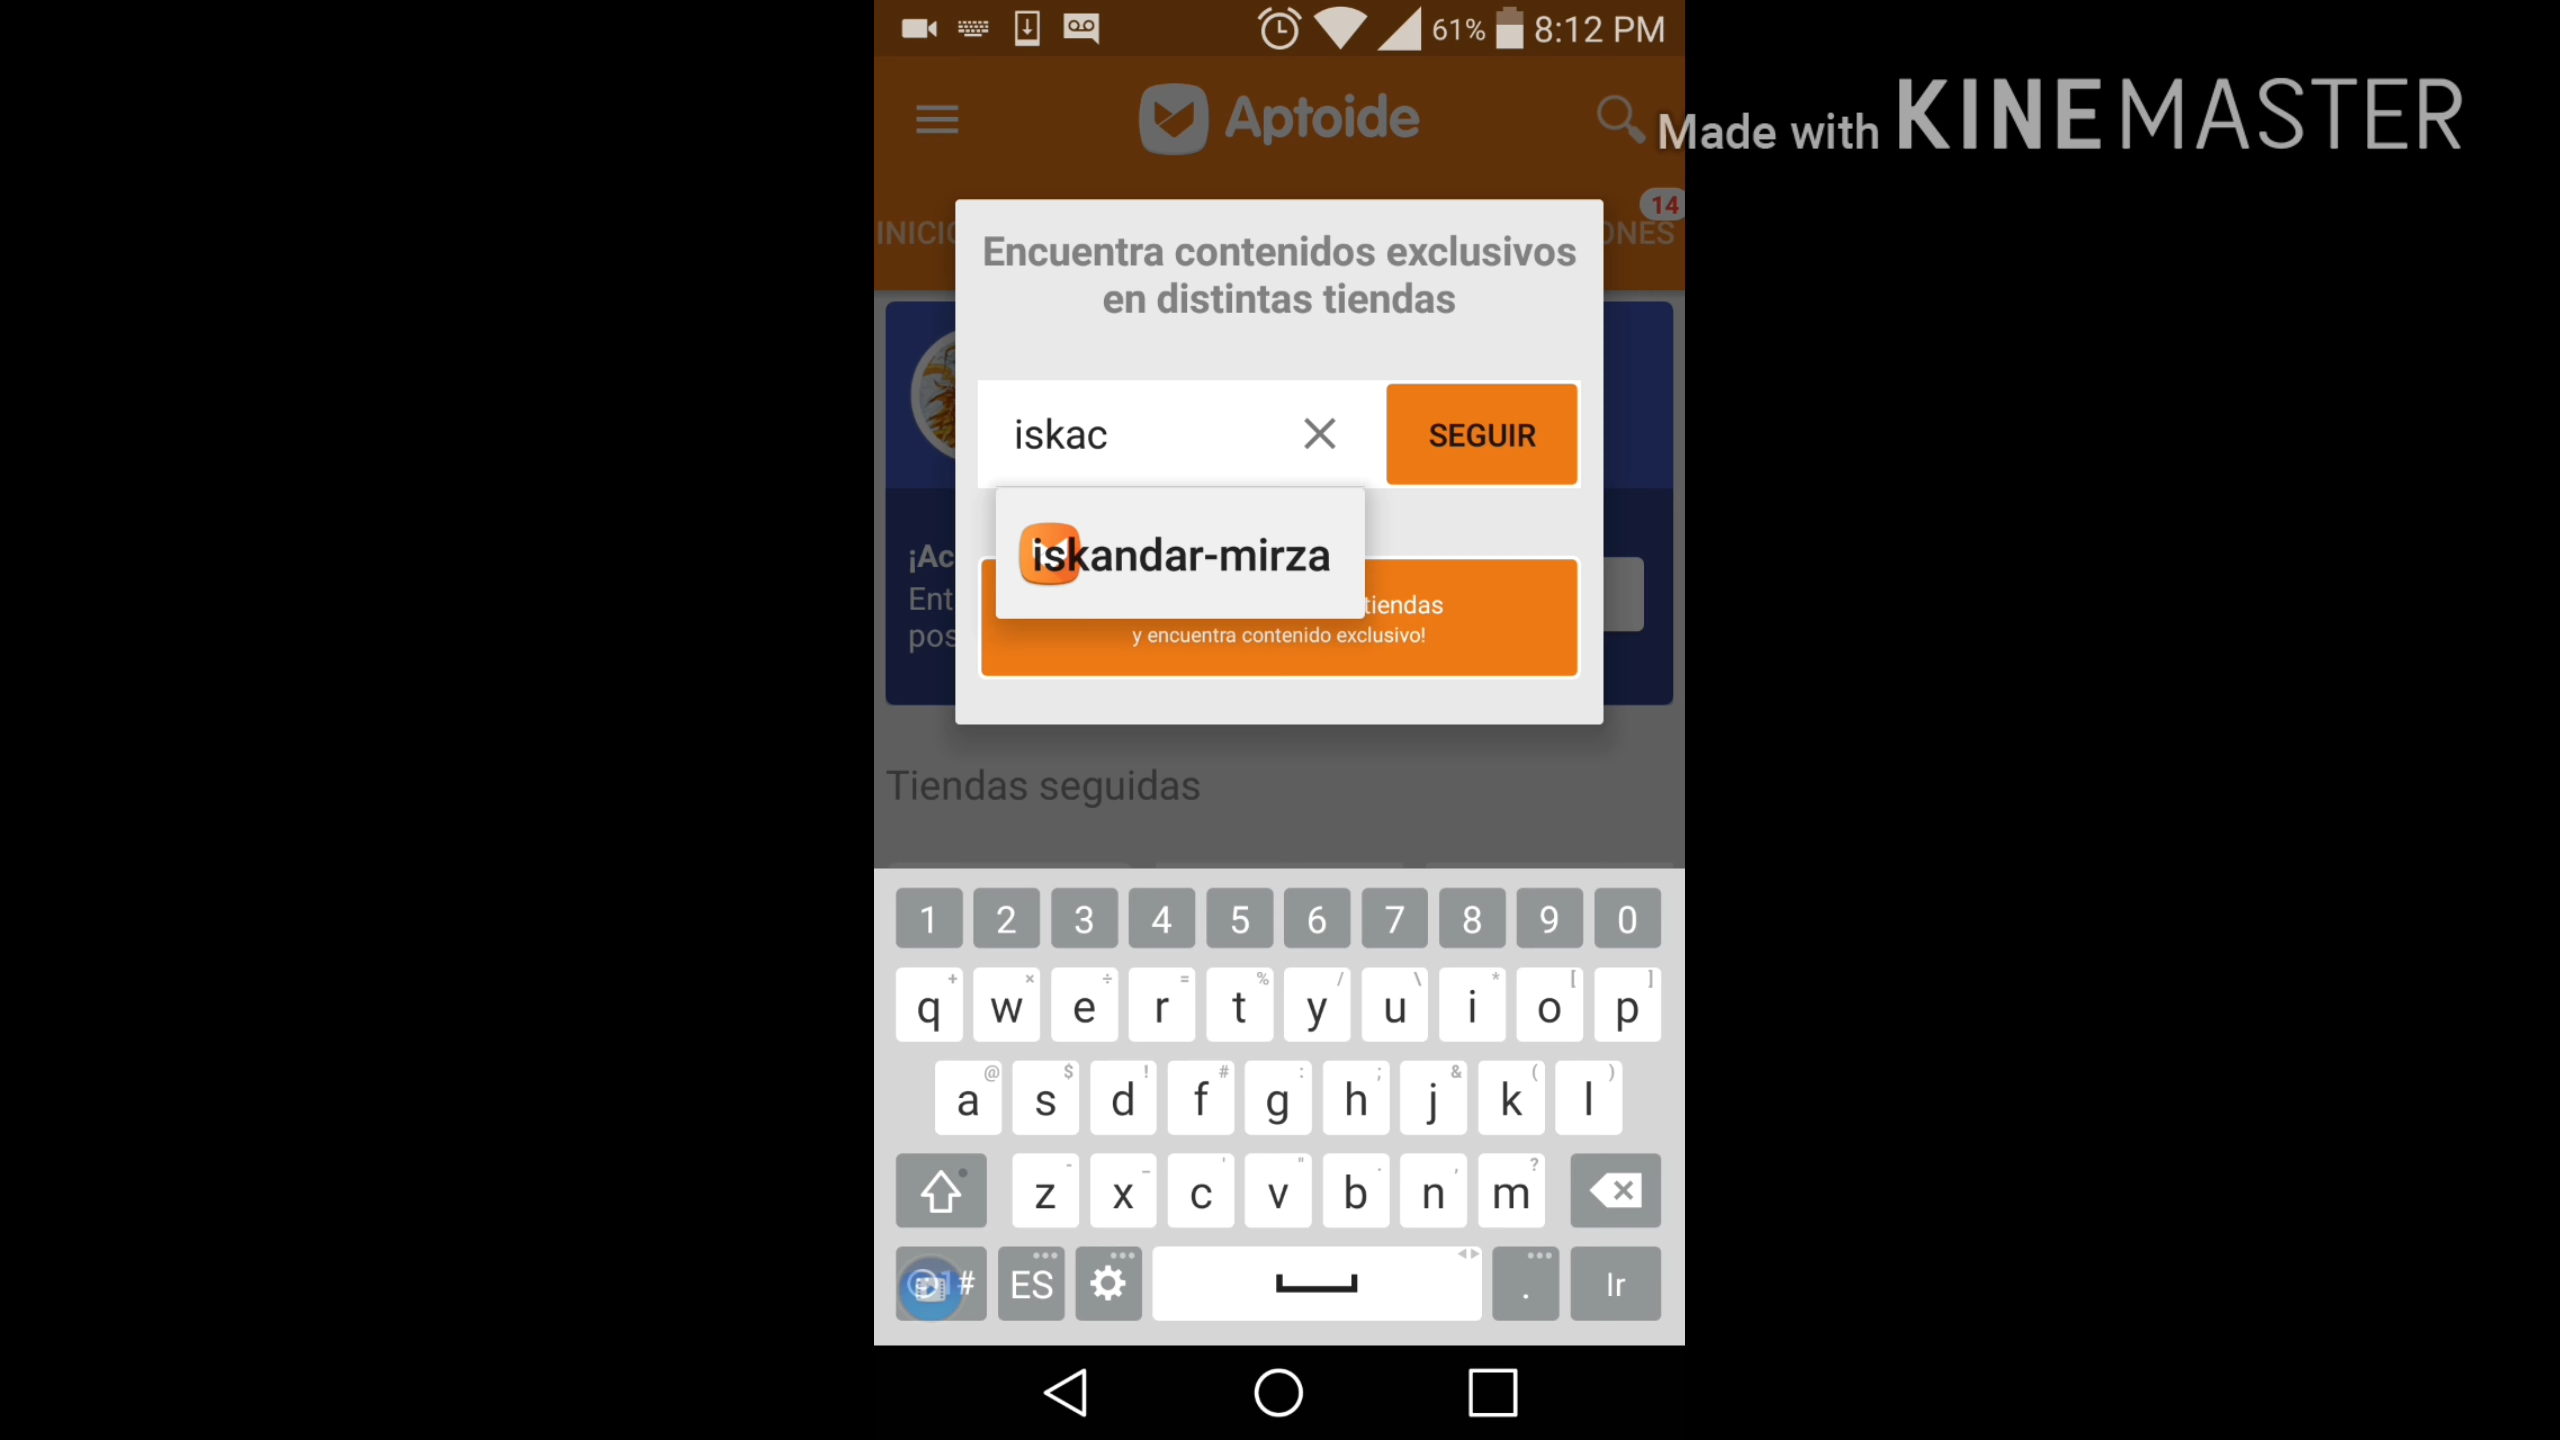 61% 8:12 PM
Aptoide
Made with KINEMASTER
14
INICIO ONES
Encuentra contenidos exclusivos
en distintas tiendas
iskac SEGUIR
iskandar-mirza
¡Ac
Ent tiendas
pos y encuentra contenido exclusivo!
Tiendas seguidas
1 2 3 4 5 6 7 8 9 0
+ × ÷ = % / \ * [ ]
q w e r t y u i o p
@ $ ! # : ; & ( )
a s d f g h j k l
- _ ' " . , ?
z x c v b n m
@1# ES . Ir